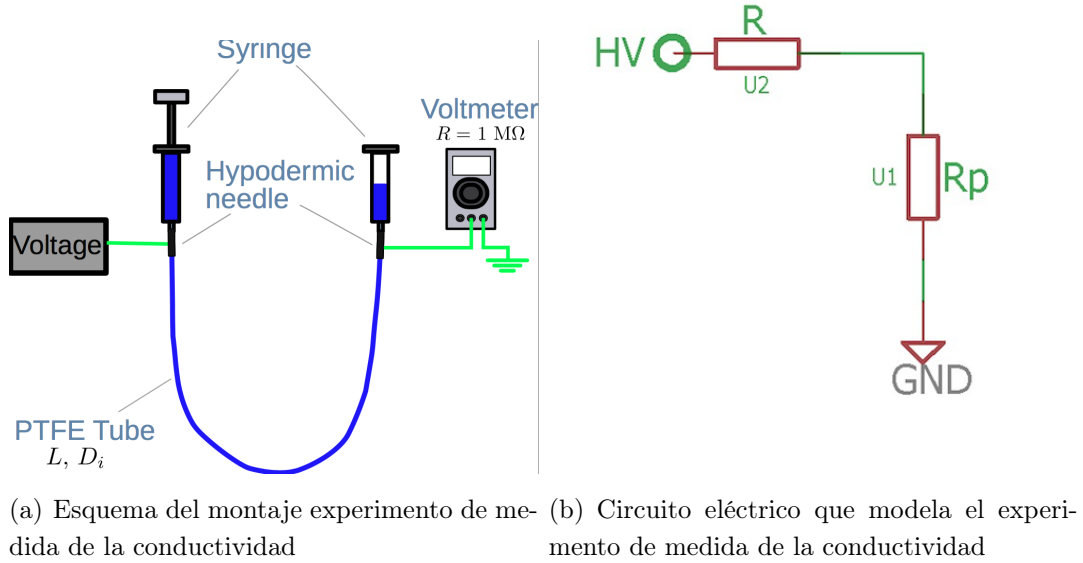 Syringe
Voltmeter
R = 1 MΩ
Hypodermic
needle
Voltage
PTFE Tube
L, D_i
HV
R
U2
U1
Rp
GND
(a) Esquema del montaje experimento de me-
dida de la conductividad
(b) Circuito eléctrico que modela el experi-
mento de medida de la conductividad